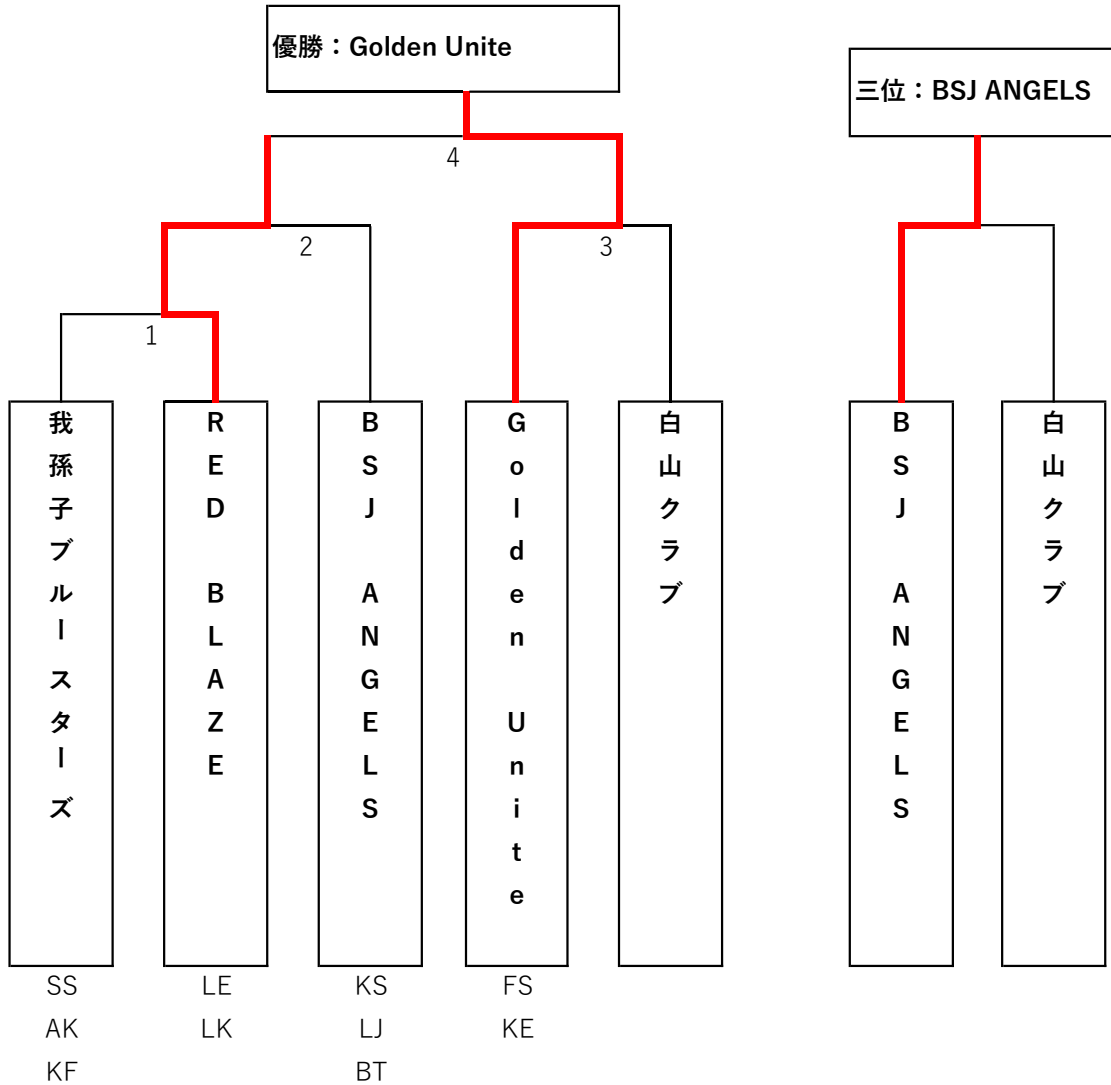 優勝：Golden Unite
三位：BSJ ANGELS
4
2
3
1
我孫子ブルースターズ
RED BLAZE
BSJ ANGELS
Golden Unite
白山クラブ
BSJ ANGELS
白山クラブ
SS
AK
KF
LE
LK
KS
LJ
BT
FS
KE